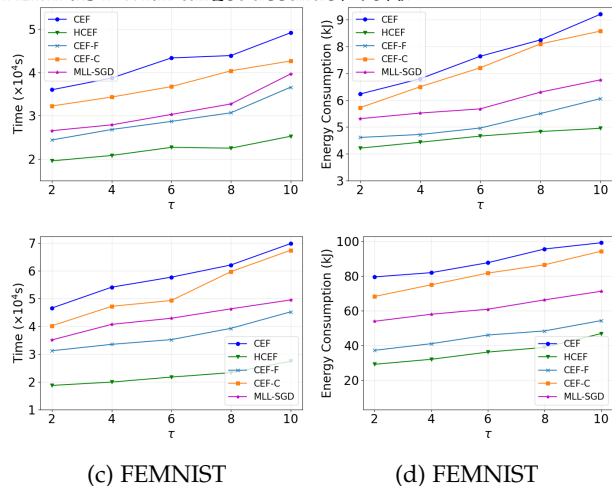 CEF
HCEF
CEF-F
CEF-C
MLL-SGD
Time (×10⁴s)
5
4
3
2
2 4 6 8 10
τ
CEF
HCEF
CEF-F
CEF-C
MLL-SGD
Energy Consumption (kJ)
9
8
7
6
5
4
3
2 4 6 8 10
τ
CEF
HCEF
CEF-F
CEF-C
MLL-SGD
Time (×10⁴s)
7
6
5
4
3
2
1
2 4 6 8 10
τ
CEF
HCEF
CEF-F
CEF-C
MLL-SGD
Energy Consumption (kJ)
100
80
60
40
20
2 4 6 8 10
τ
(c) FEMNIST
(d) FEMNIST